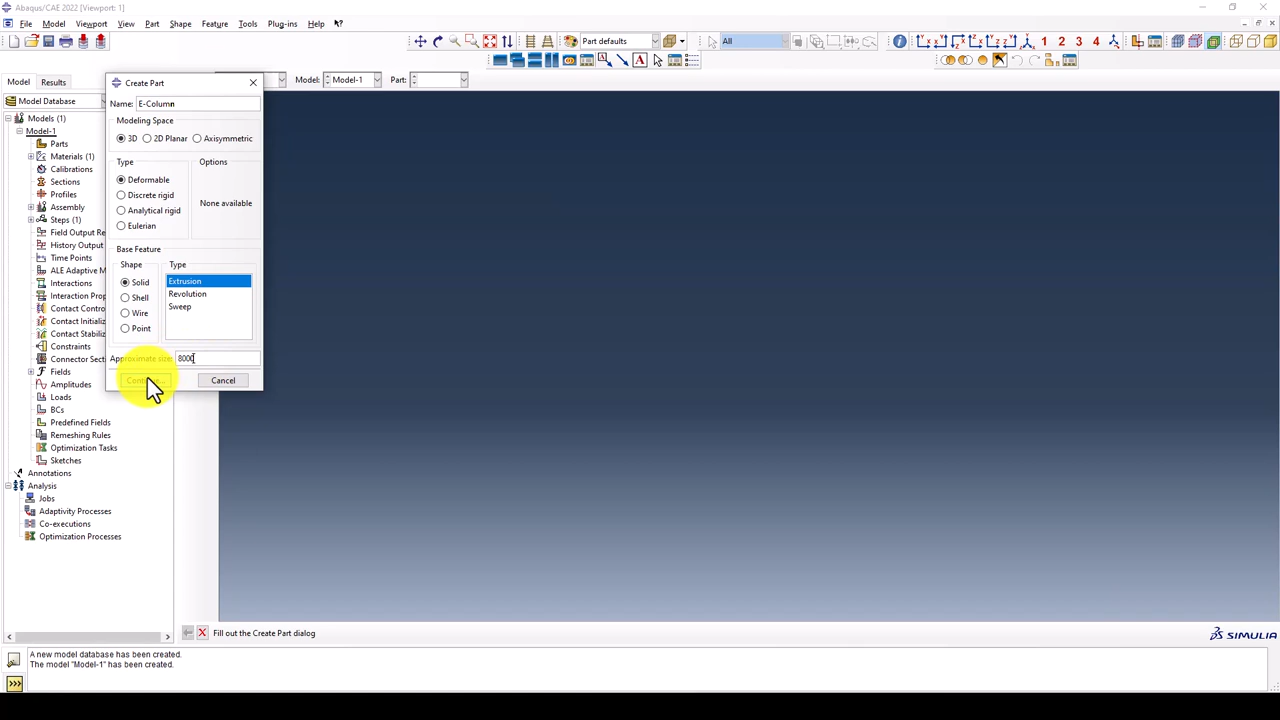 Abaqus/CAE 2022 [Viewport: 1]
File Model Viewport View Part Shape Feature Tools Plug-ins Help
Part defaults All 1 2 3 4
A
Model Results Model: Model-1 Part:
Model Database
Models (1)
Model-1
Parts
Materials (1)
Calibrations
Sections
Profiles
Assembly
Steps (1)
Field Output Re
History Output
Time Points
ALE Adaptive M
Interactions
Interaction Prop
Contact Contro
Contact Initializ
Contact Stabiliz
Constraints
Connector Secti
Fields
Amplitudes
Loads
BCs
Predefined Fields
Remeshing Rules
Optimization Tasks
Sketches
Annotations
Analysis
Jobs
Adaptivity Processes
Co-executions
Optimization Processes
Create Part
Name: E-Column
Modeling Space
3D 2D Planar Axisymmetric
Type Options
Deformable
Discrete rigid
Analytical rigid
Eulerian
None available
Base Feature
Shape Type
Solid
Shell
Wire
Point
Extrusion
Revolution
Sweep
Approximate size: 8000
Cancel
Fill out the Create Part dialog
SIMULIA
A new model database has been created.
The model "Model-1" has been created.
>>>